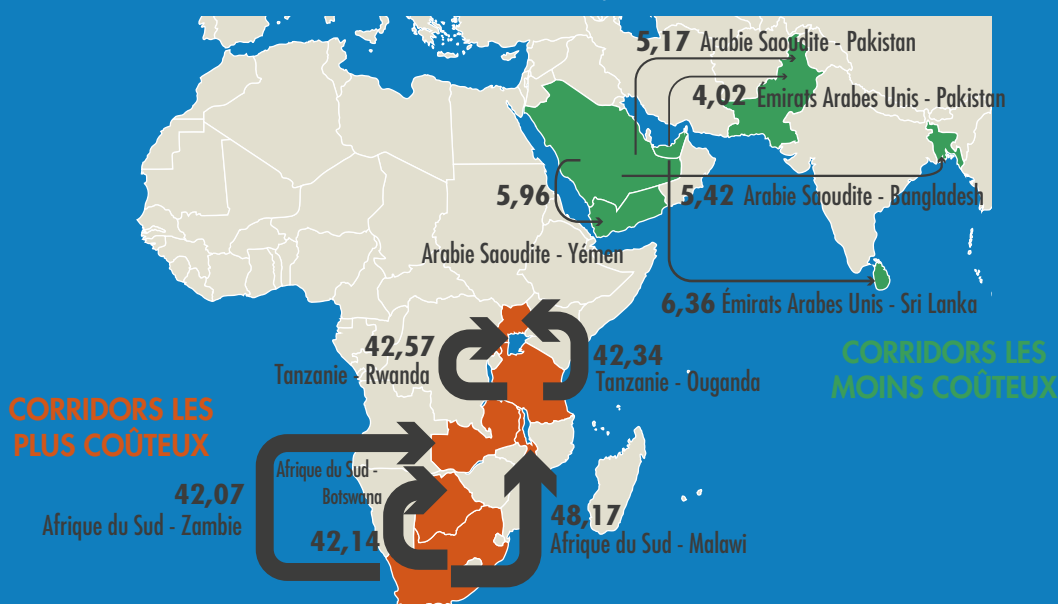 5,17 Arabie Saoudite - Pakistan
4,02 Émirats Arabes Unis - Pakistan
5,96
5,42 Arabie Saoudite - Bangladesh
Arabie Saoudite - Yémen
6,36 Émirats Arabes Unis - Sri Lanka
42,57
Tanzanie - Rwanda
42,34
Tanzanie - Ouganda
CORRIDORS LES
MOINS COÛTEUX
CORRIDORS LES
PLUS COÛTEUX
Afrique du Sud -
Botswana
42,07
Afrique du Sud - Zambie
42,14
48,17
Afrique du Sud - Malawi